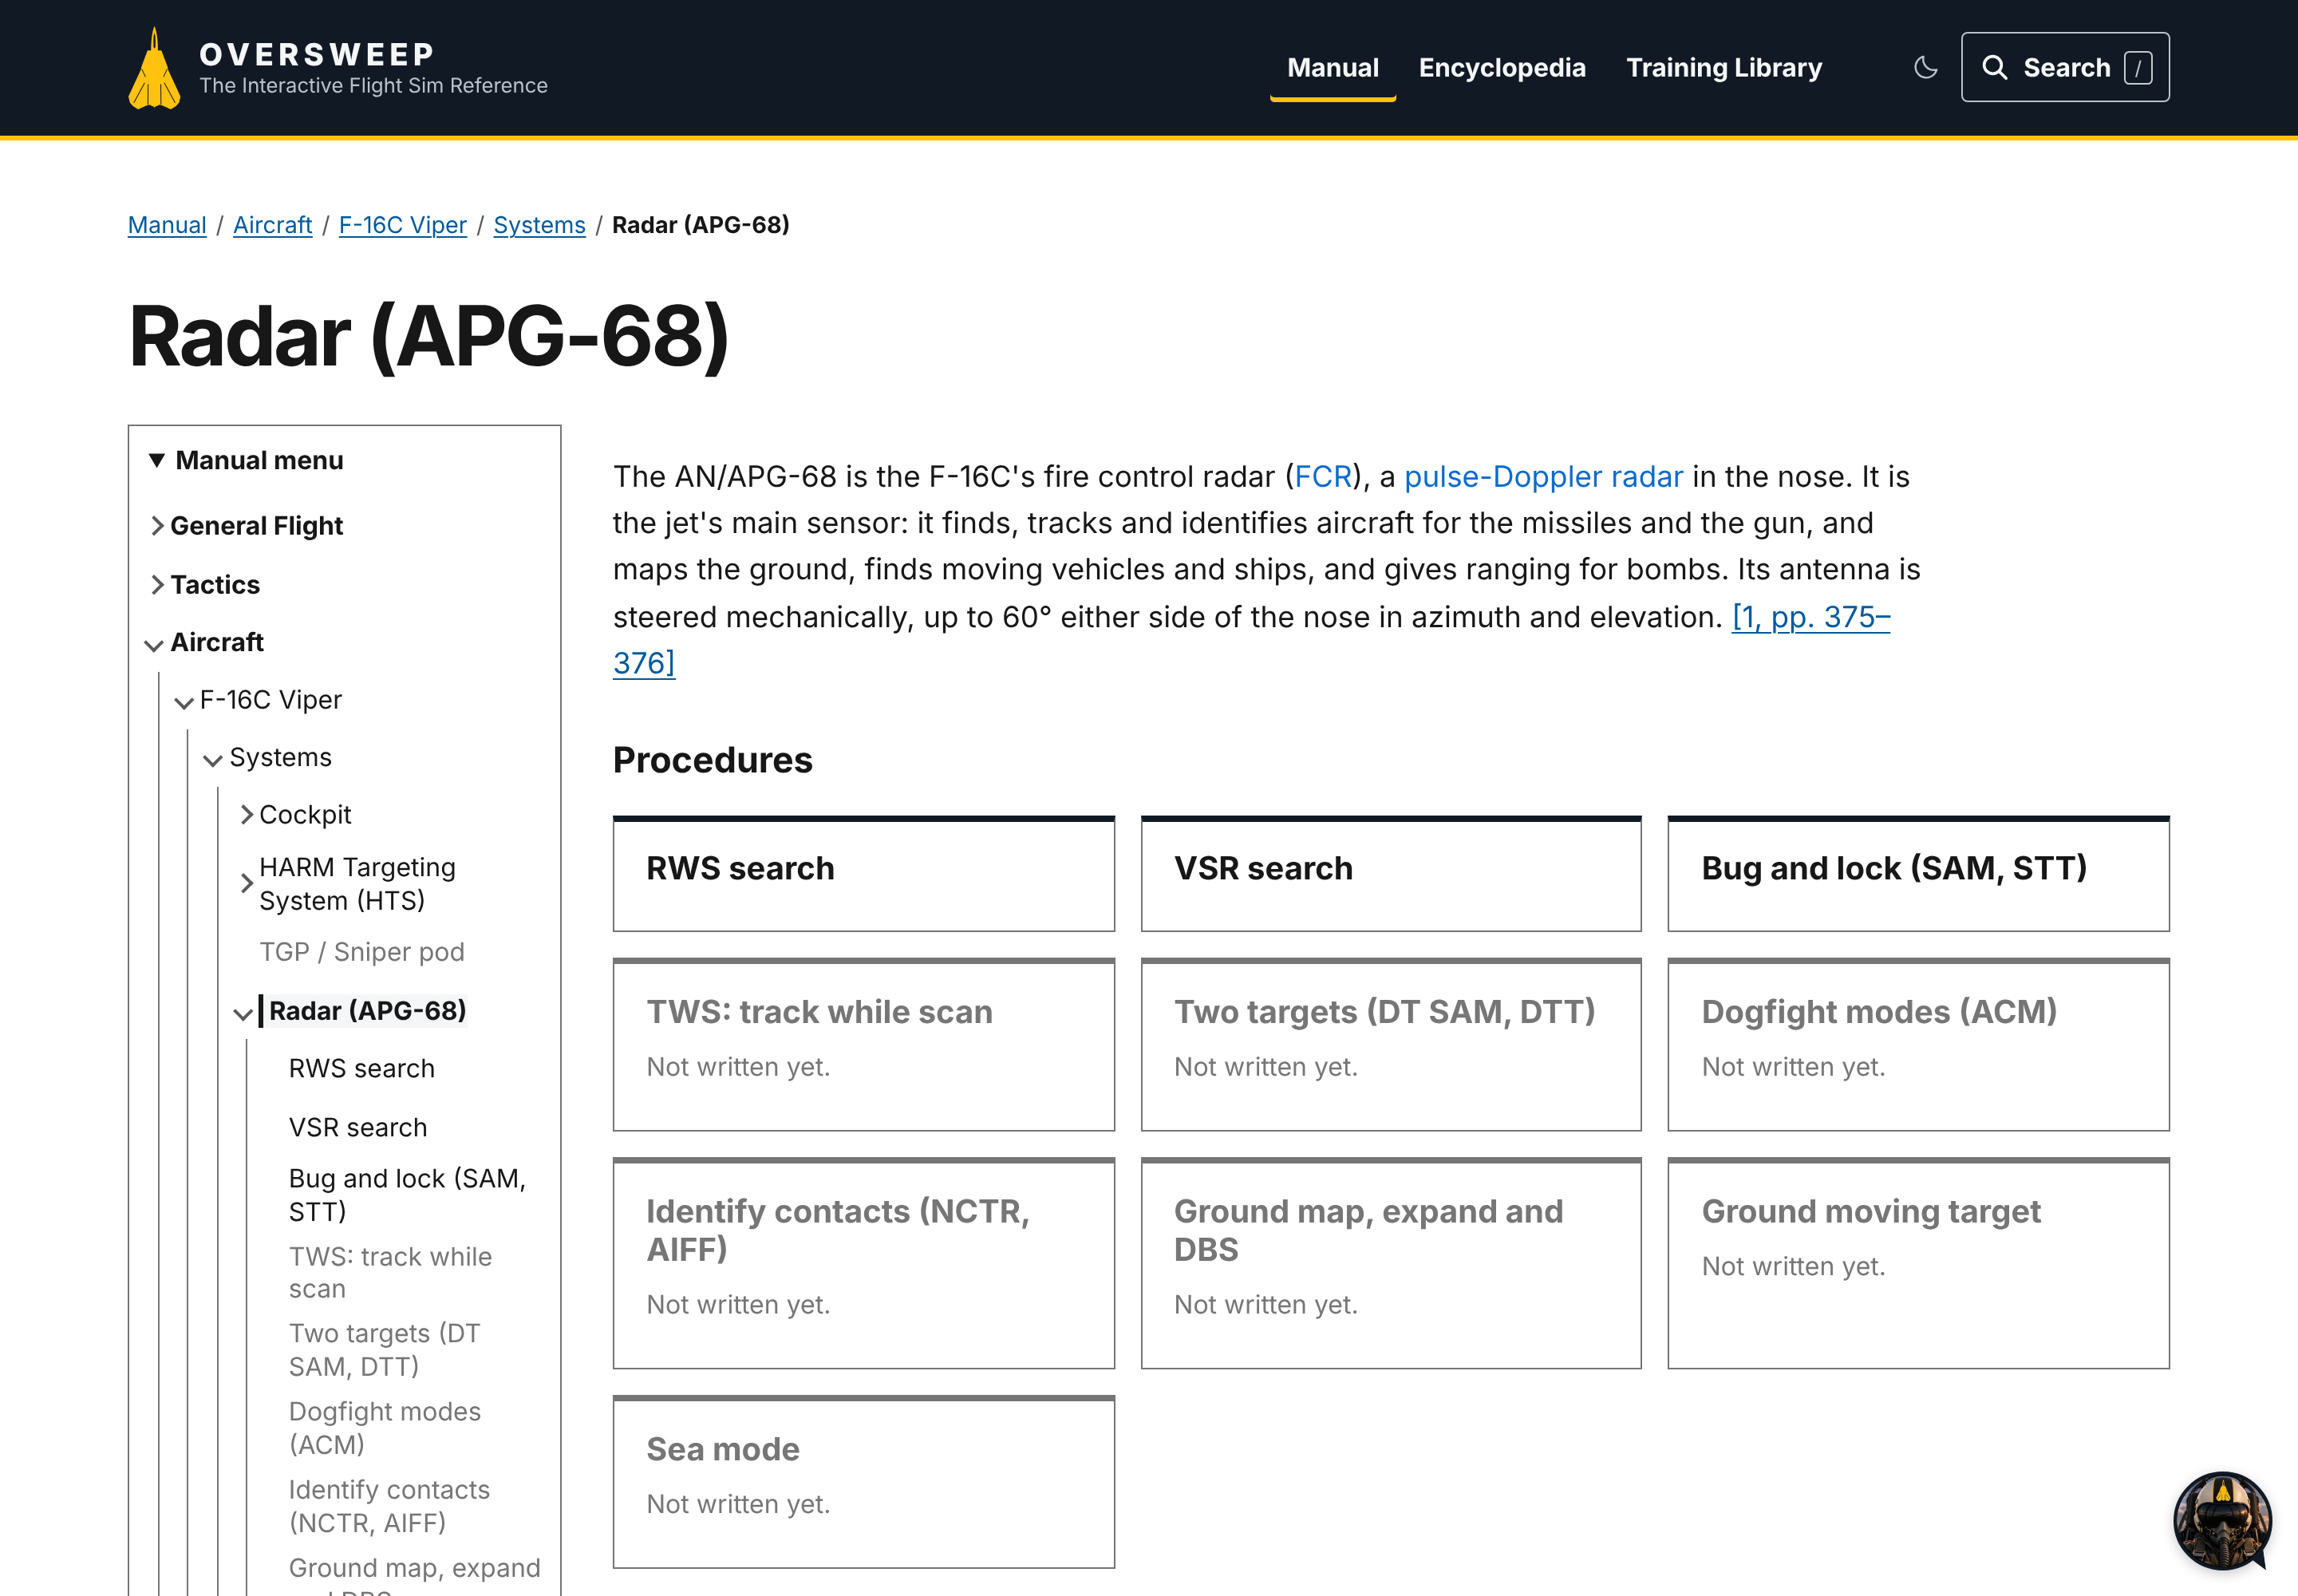 OVERSWEEP
The Interactive Flight Sim Reference
Manual
Encyclopedia
Training Library
Search /
Manual / Aircraft / F-16C Viper / Systems / Radar (APG-68)
Radar (APG-68)
Manual menu
General Flight
Tactics
Aircraft
F-16C Viper
Systems
Cockpit
HARM Targeting
System (HTS)
TGP / Sniper pod
Radar (APG-68)
RWS search
VSR search
Bug and lock (SAM,
STT)
TWS: track while
scan
Two targets (DT
SAM, DTT)
Dogfight modes
(ACM)
Identify contacts
(NCTR, AIFF)
Ground map, expand
The AN/APG-68 is the F-16C's fire control radar (FCR), a pulse-Doppler radar in the nose. It is
the jet's main sensor: it finds, tracks and identifies aircraft for the missiles and the gun, and
maps the ground, finds moving vehicles and ships, and gives ranging for bombs. Its antenna is
steered mechanically, up to 60° either side of the nose in azimuth and elevation. [1, pp. 375–
376]
Procedures
RWS search
VSR search
Bug and lock (SAM, STT)
TWS: track while scan
Not written yet.
Two targets (DT SAM, DTT)
Not written yet.
Dogfight modes (ACM)
Not written yet.
Identify contacts (NCTR,
AIFF)
Not written yet.
Ground map, expand and
DBS
Not written yet.
Ground moving target
Not written yet.
Sea mode
Not written yet.